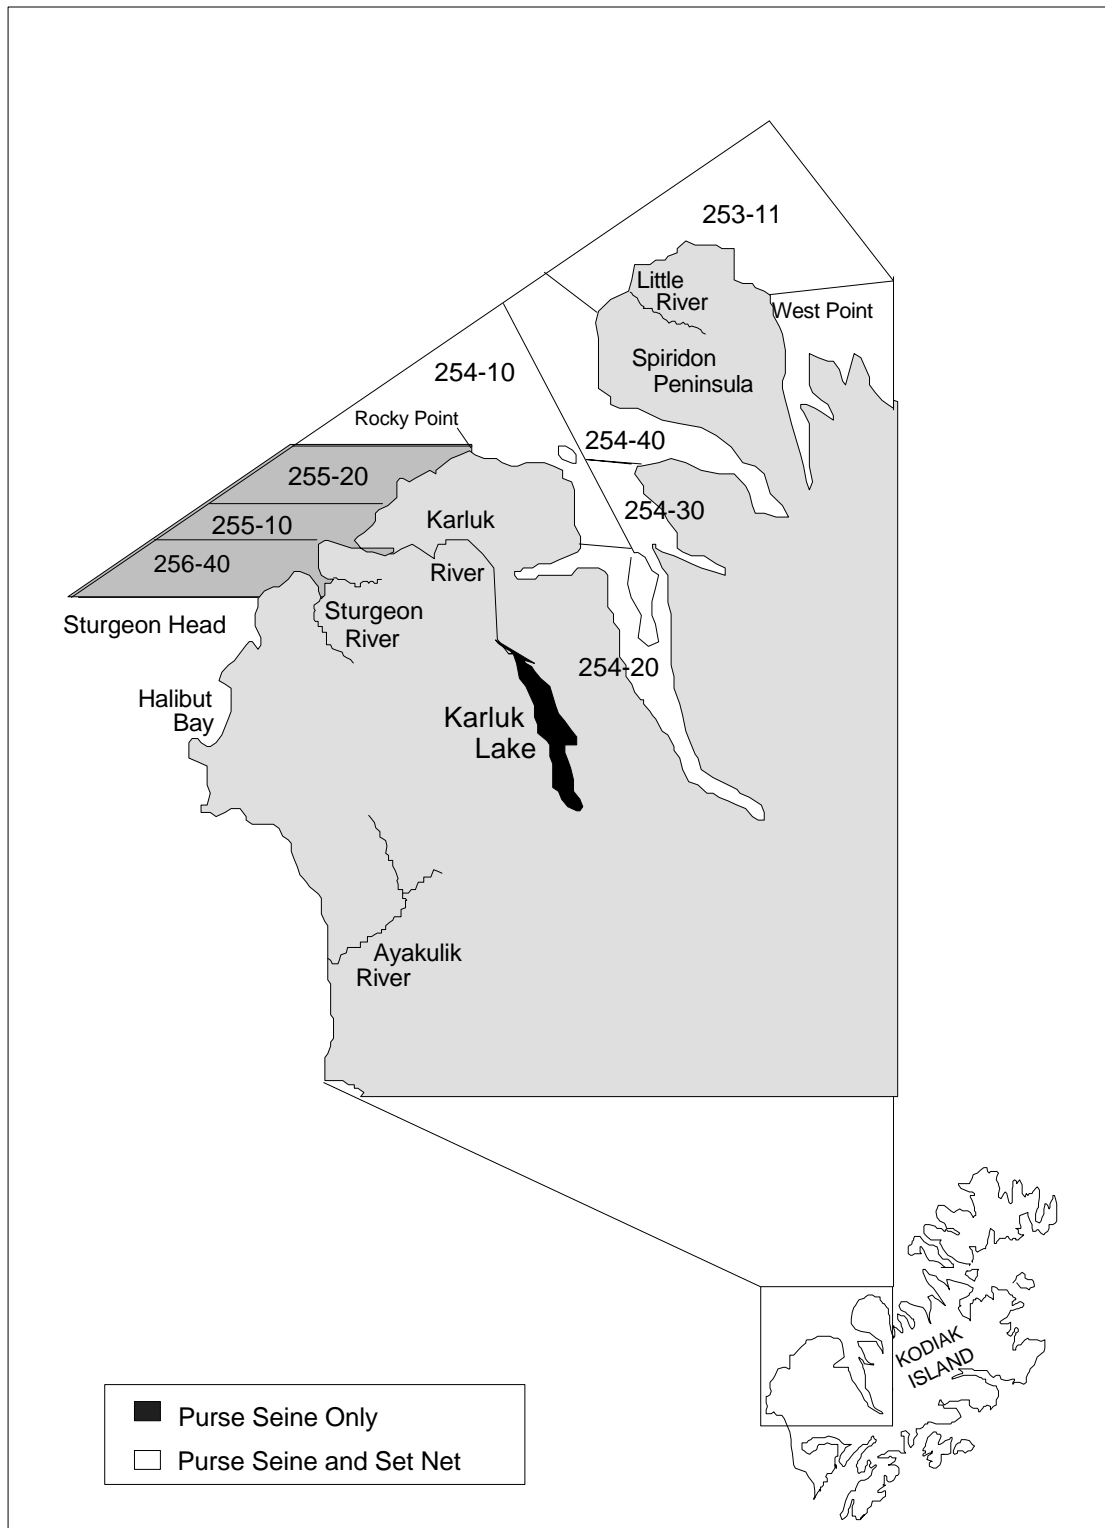 253-11
Little
River
West Point
Spiridon
Peninsula
254-10
Rocky Point
254-40
255-20
254-30
Karluk
River
255-10
256-40
Sturgeon Head
Sturgeon
River
254-20
Halibut
Bay
Karluk
Lake
Ayakulik
River
KODIAK
ISLAND
Purse Seine Only
Purse Seine and Set Net